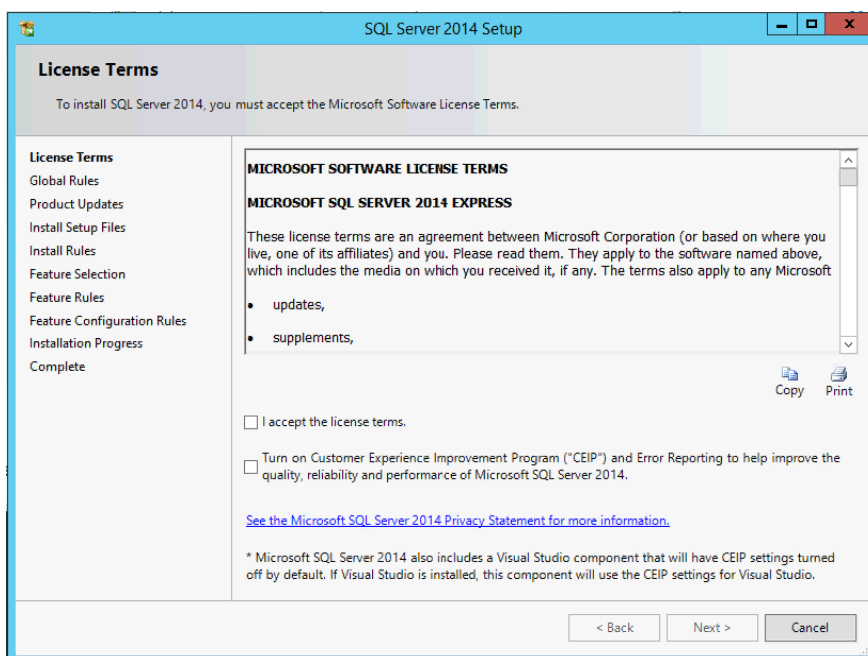 SQL Server 2014 Setup
License Terms
To install SQL Server 2014, you must accept the Microsoft Software License Terms.
License Terms
Global Rules
Product Updates
Install Setup Files
Install Rules
Feature Selection
Feature Rules
Feature Configuration Rules
Installation Progress
Complete
MICROSOFT SOFTWARE LICENSE TERMS
MICROSOFT SQL SERVER 2014 EXPRESS
These license terms are an agreement between Microsoft Corporation (or based on where you
live, one of its affiliates) and you. Please read them. They apply to the software named above,
which includes the media on which you received it, if any. The terms also apply to any Microsoft
• updates,
• supplements,
Copy Print
I accept the license terms.
Turn on Customer Experience Improvement Program ("CEIP") and Error Reporting to help improve the
quality, reliability and performance of Microsoft SQL Server 2014.
See the Microsoft SQL Server 2014 Privacy Statement for more information.
* Microsoft SQL Server 2014 also includes a Visual Studio component that will have CEIP settings turned
off by default. If Visual Studio is installed, this component will use the CEIP settings for Visual Studio.
< Back Next > Cancel